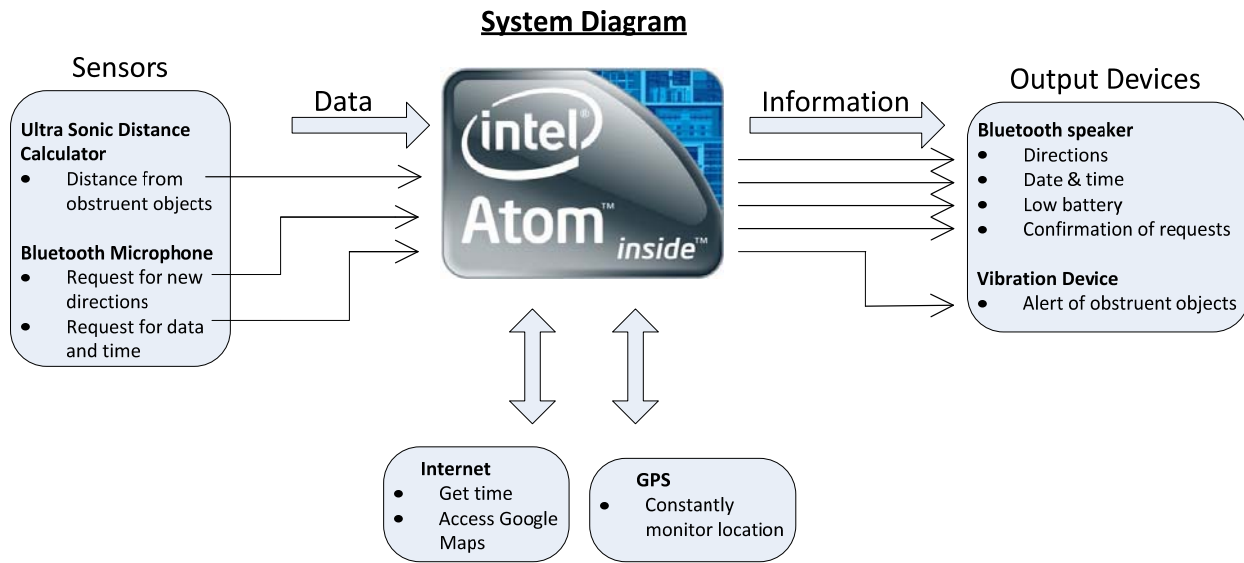 System Diagram
Sensors
Ultra Sonic Distance
Calculator
• Distance from
obstruent objects
Bluetooth Microphone
• Request for new
directions
• Request for data
and time
Data
intel®
Atom™
inside™
Information
Output Devices
Bluetooth speaker
• Directions
• Date & time
• Low battery
• Confirmation of requests
Vibration Device
• Alert of obstruent objects
Internet
• Get time
• Access Google
Maps
GPS
• Constantly
monitor location